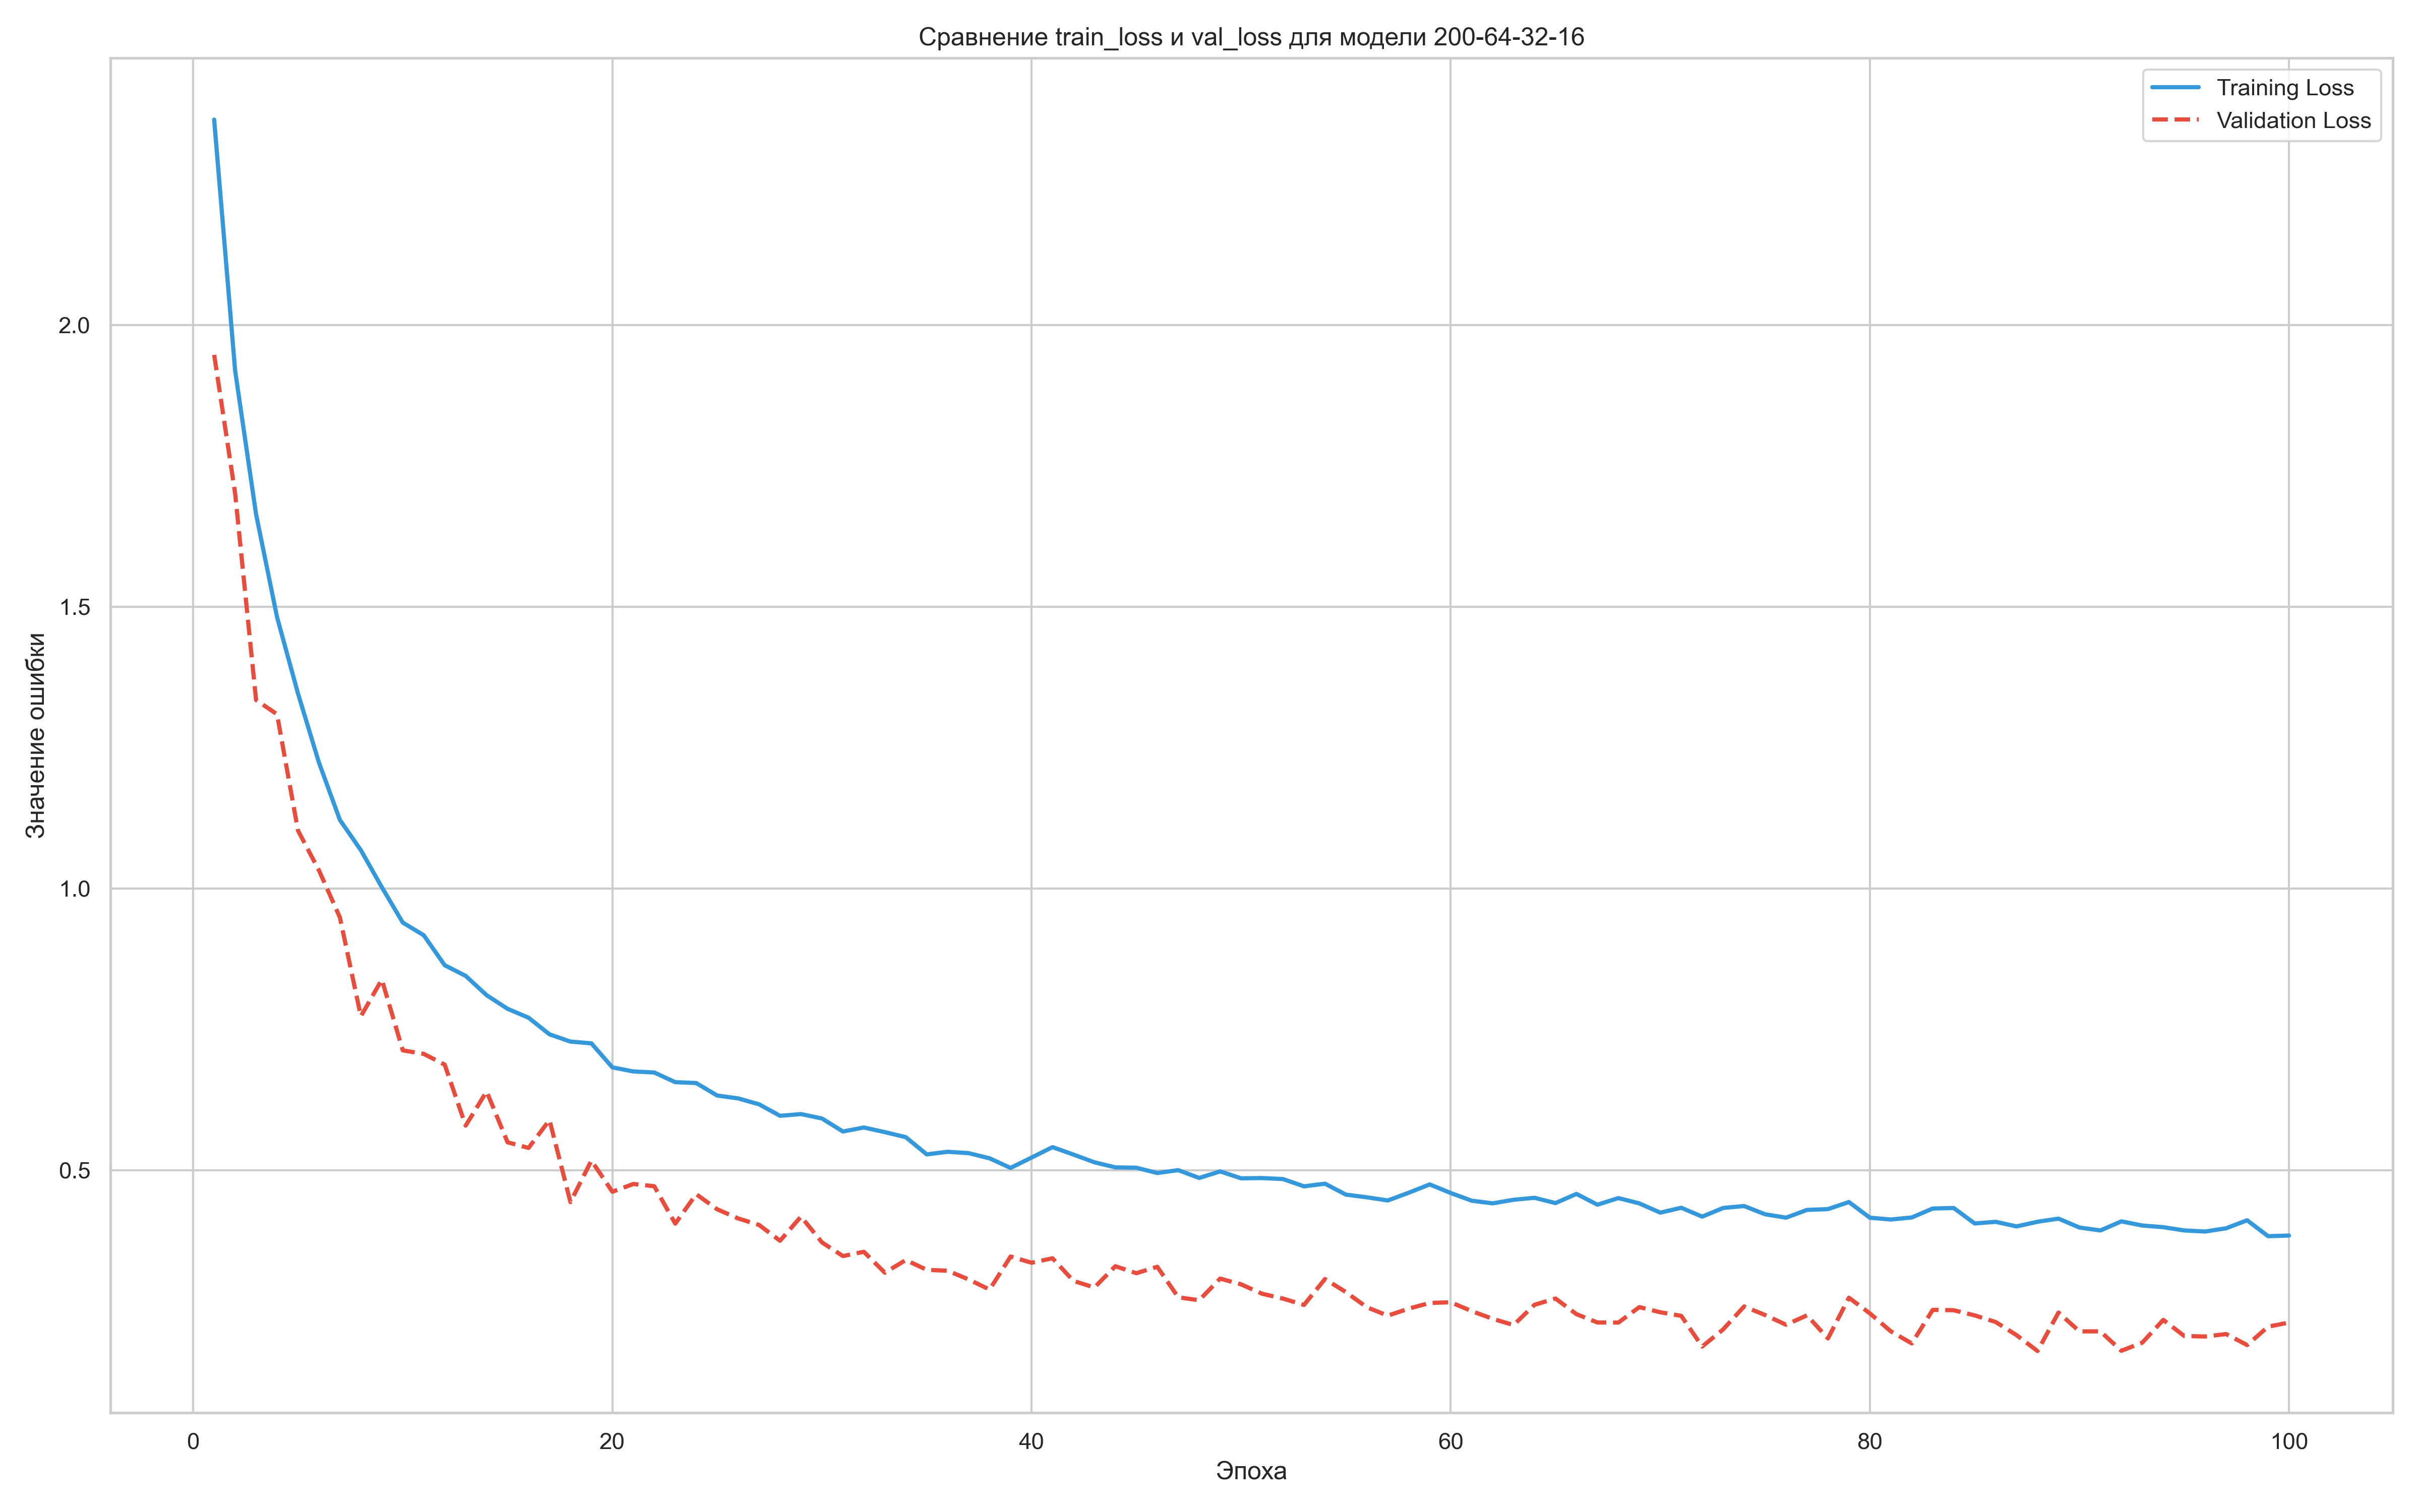 Сравнение train_loss и val_loss для модели 200-64-32-16
Training Loss
Validation Loss
Значение ошибки
2.0
1.5
1.0
0.5
0 20 40 60 80 100
Эпоха